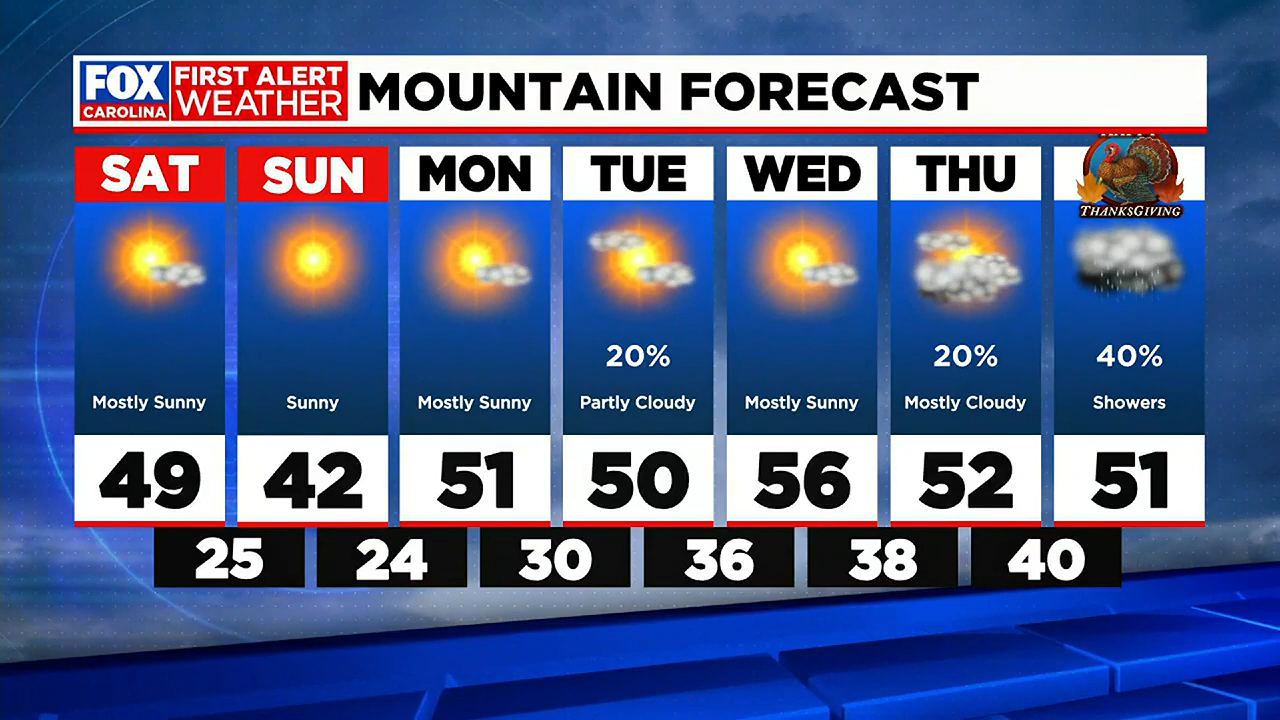 FOX
CAROLINA
FIRST ALERT
WEATHER
MOUNTAIN FORECAST
SAT
SUN
MON
TUE
WED
THU
THANKSGIVING
20%
20%
40%
Mostly Sunny
Sunny
Mostly Sunny
Partly Cloudy
Mostly Sunny
Mostly Cloudy
Showers
49
42
51
50
56
52
51
25
24
30
36
38
40